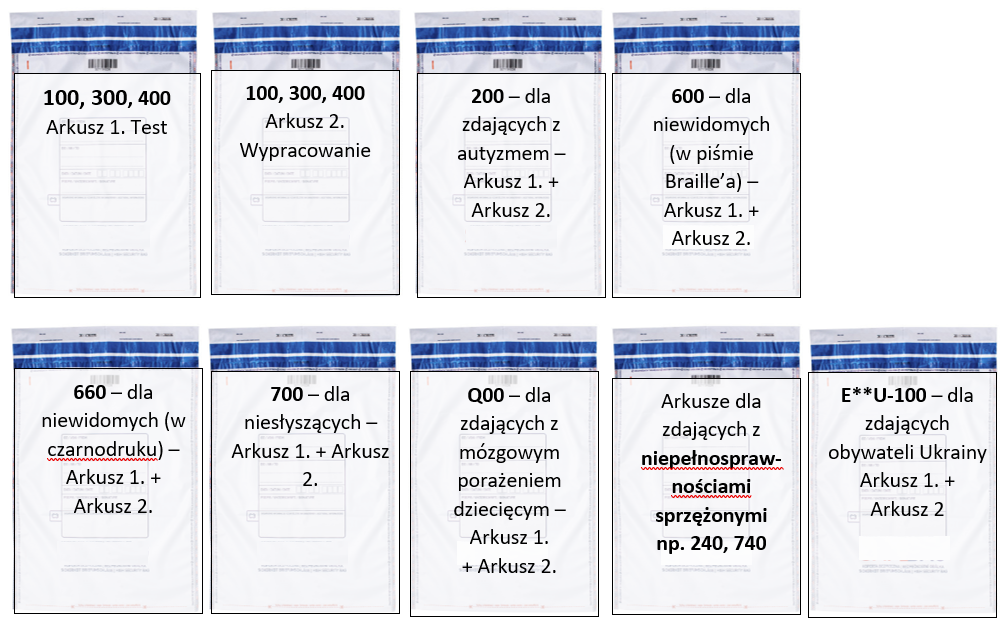 100, 300, 400
Arkusz 1. Test
100, 300, 400
Arkusz 2.
Wypracowanie
200 – dla
zdających z
autyzmem –
Arkusz 1. +
Arkusz 2.
600 – dla
niewidomych
(w piśmie
Braille’a) –
Arkusz 1. +
Arkusz 2.
660 – dla
niewidomych (w
czarnodruku) –
Arkusz 1. +
Arkusz 2.
700 – dla
niesłyszących –
Arkusz 1. + Arkusz
2.
Q00 – dla
zdających z
mózgowym
porażeniem
dziecięcym –
Arkusz 1.
+ Arkusz 2.
Arkusze dla
zdających z
niepełnospraw-
nościami
sprzężonymi
np. 240, 740
E**U-100 – dla
zdających
obywateli Ukrainy
Arkusz 1. +
Arkusz 2